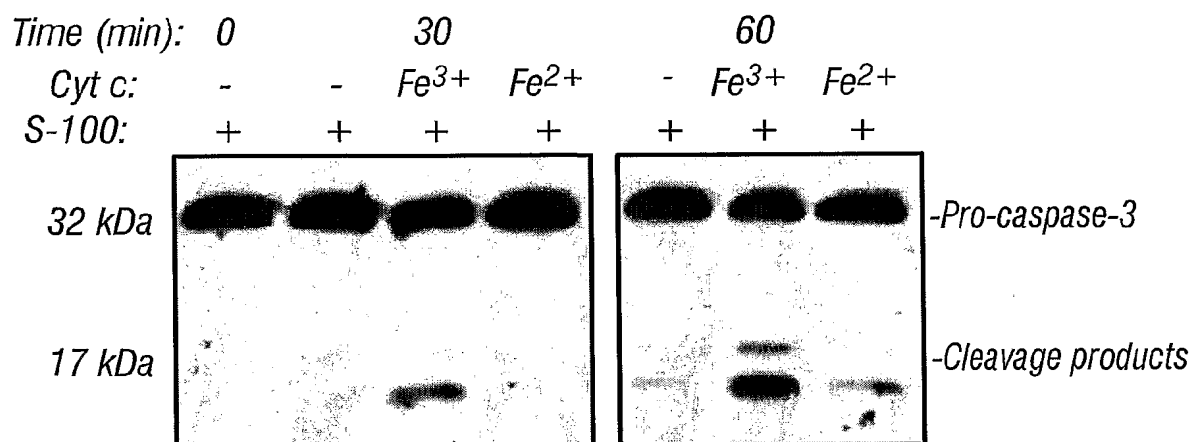 Time (min): 0 30 60
Cyt c: - - Fe3+ Fe2+ - Fe3+ Fe2+
S-100: + + + + + + +
32 kDa -Pro-caspase-3
17 kDa -Cleavage products